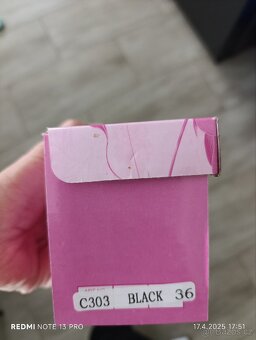 C303 BLACK 36
REDMI NOTE 13 PRO
17.4.2025 17:51